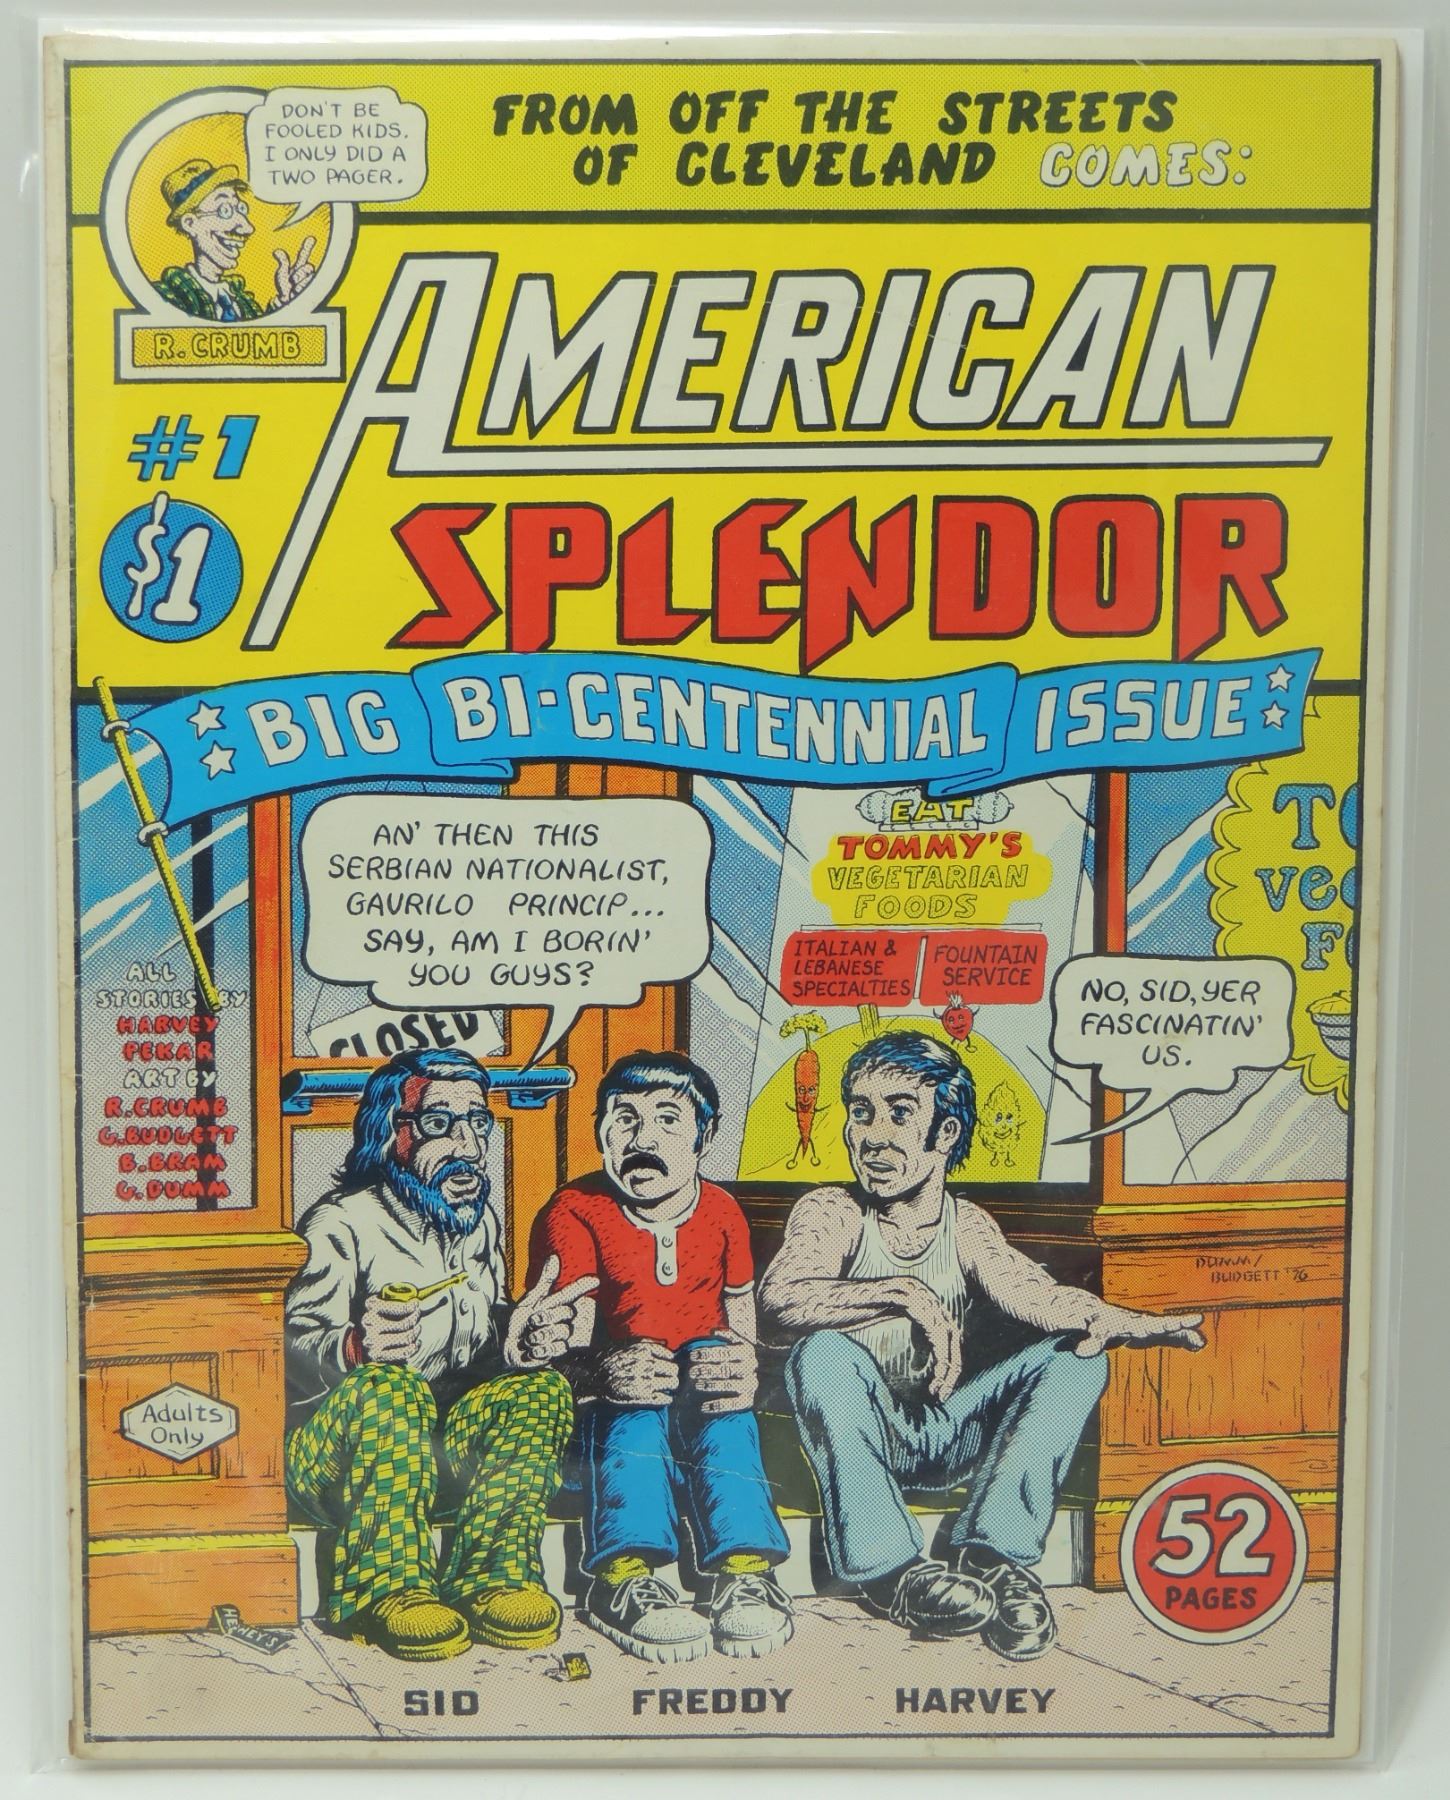 DON'T BE
FOOLED KIDS.
I ONLY DID A
TWO PAGER.
R. CRUMB
FROM OFF THE STREETS
OF CLEVELAND COMES:
AMERICAN
SPLENDOR
#1
$1
BIG BI-CENTENNIAL ISSUE
AN' THEN THIS
SERBIAN NATIONALIST,
GAVRILO PRINCIP...
SAY, AM I BORIN'
YOU GUYS?
EAT
TOMMY'S
VEGETARIAN
FOODS
ITALIAN &
LEBANESE
SPECIALTIES
FOUNTAIN
SERVICE
NO, SID, YER
FASCINATIN'
US.
CLOSED
ALL
STORIES BY
HARVEY
PEKAR
ART BY
R. CRUMB
G. BUDGETT
B. BRAM
G. DUMM
DUMM/
BUDGETT '76
Adults
Only
52
PAGES
SID FREDDY HARVEY